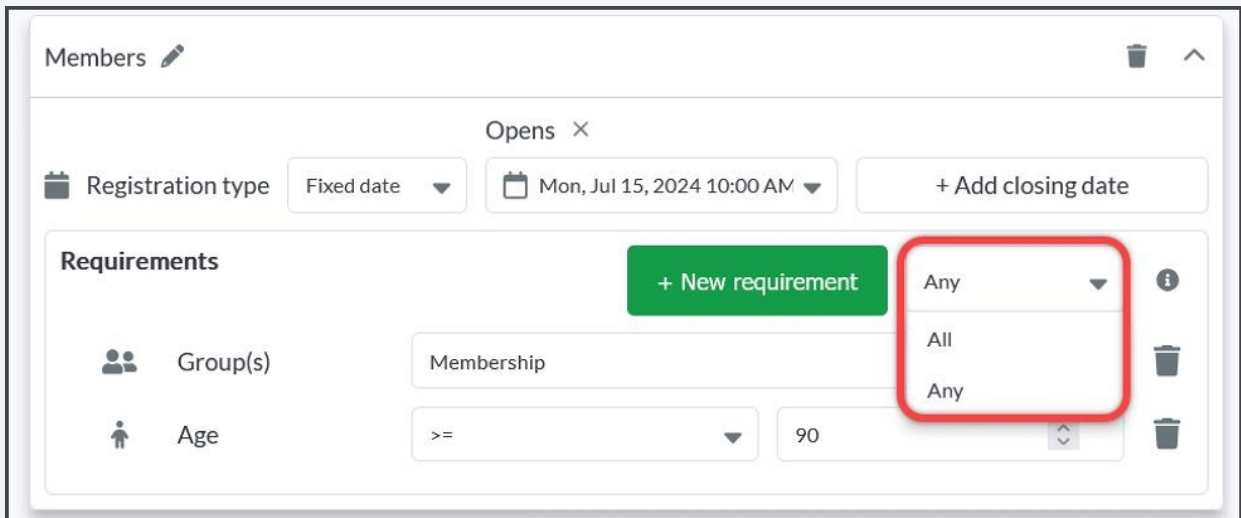 Members
Opens ×
Registration type Fixed date Mon, Jul 15, 2024 10:00 AM + Add closing date
Requirements + New requirement Any
All
Group(s) Membership
Any
Age >= 90